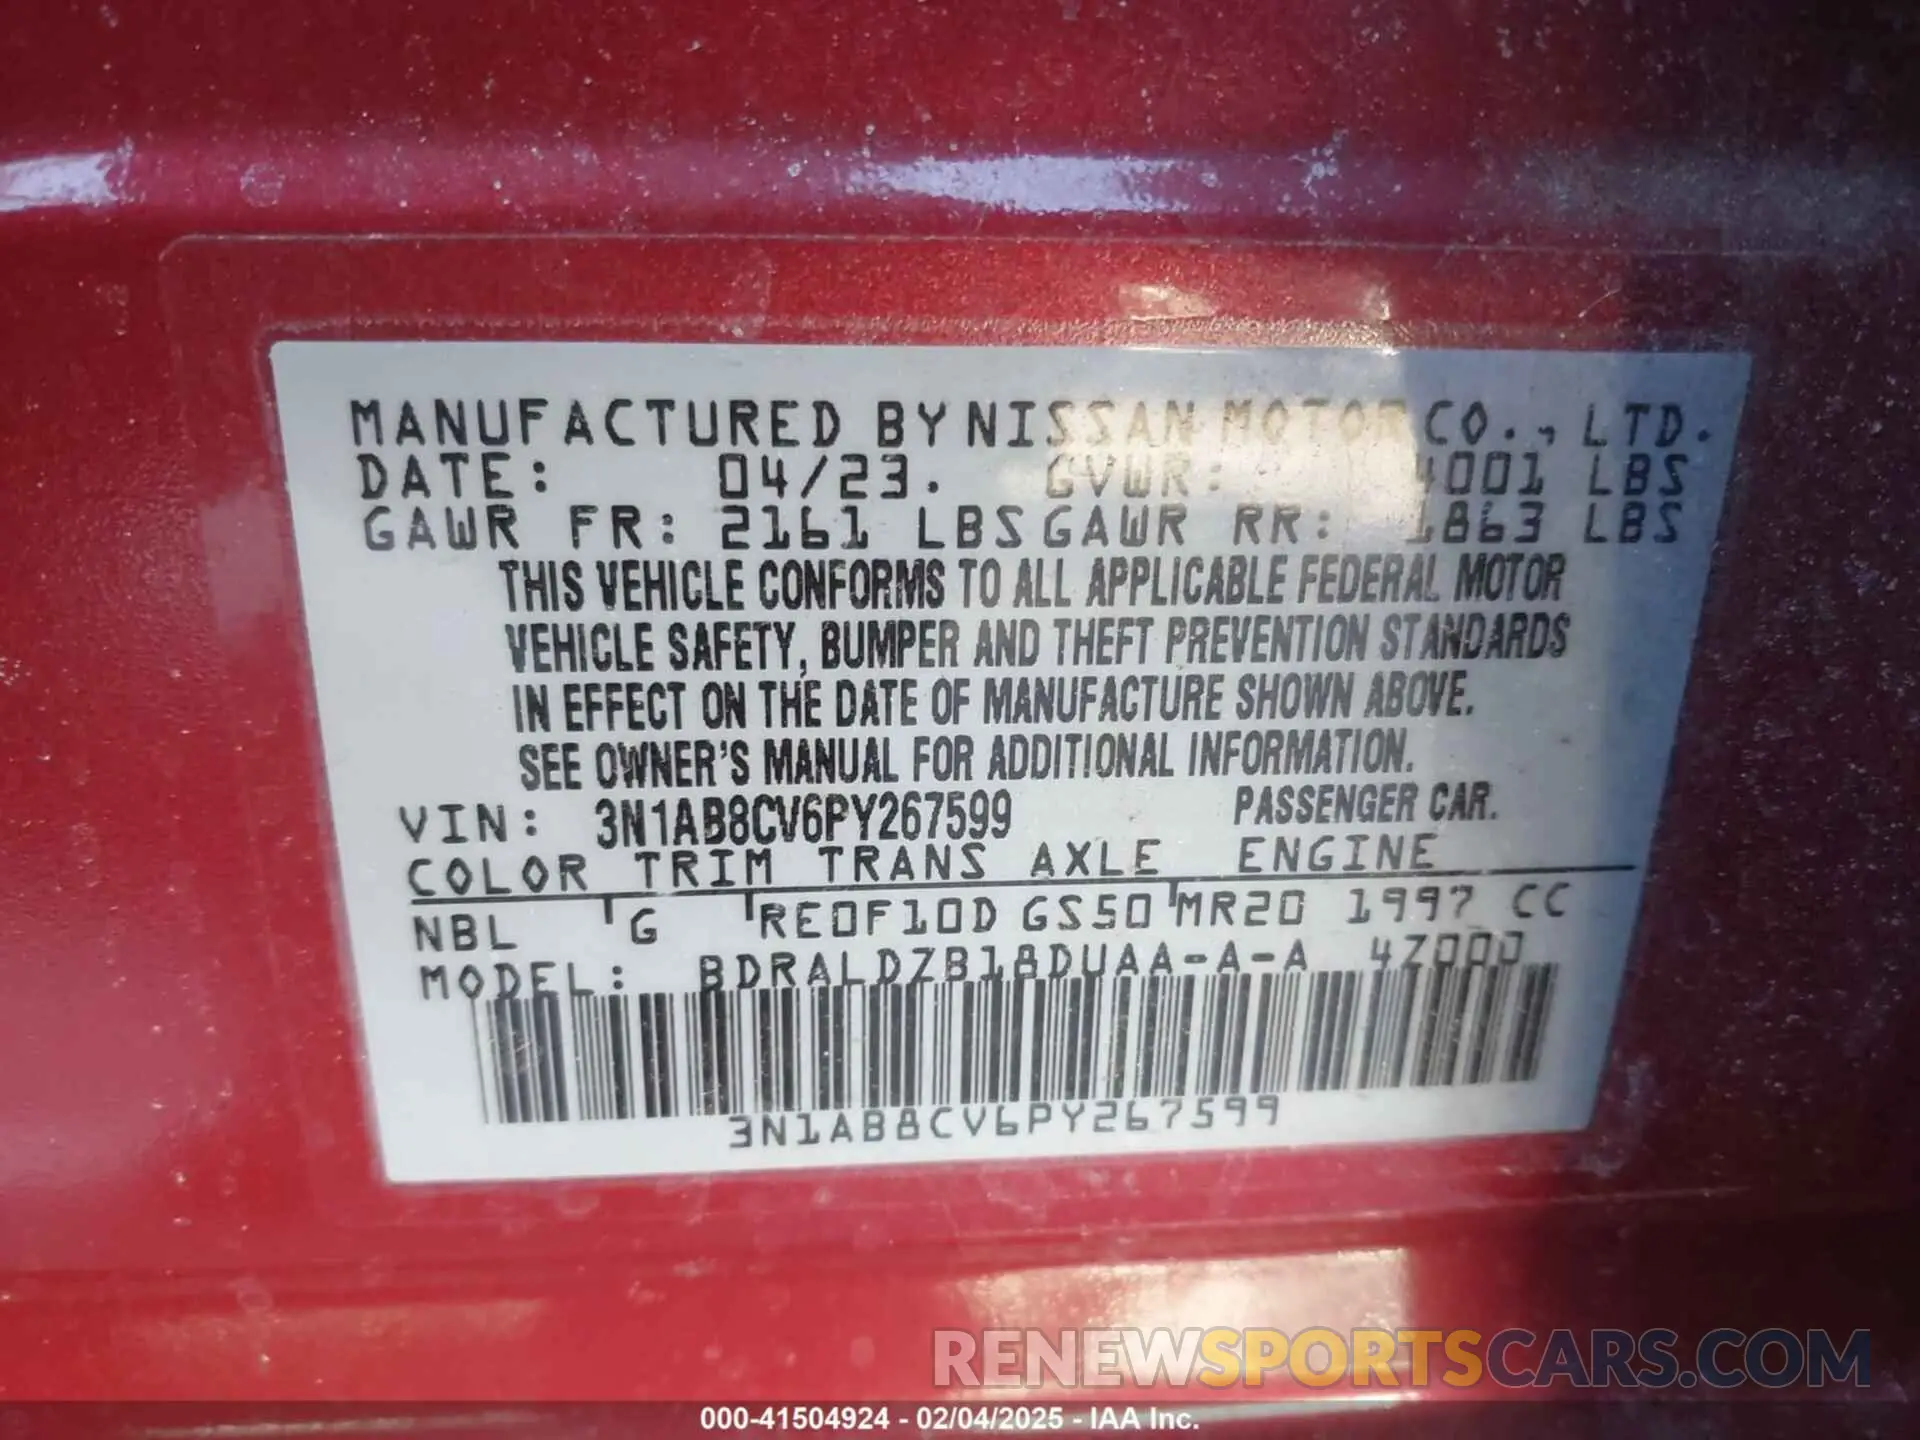 MANUFACTURED BY NISSAN MOTOR CO., LTD.
DATE: 04/23. GVWR: 4001 LBS
GAWR FR: 2161 LBS GAWR RR: 1863 LBS
THIS VEHICLE CONFORMS TO ALL APPLICABLE FEDERAL MOTOR
VEHICLE SAFETY, BUMPER AND THEFT PREVENTION STANDARDS
IN EFFECT ON THE DATE OF MANUFACTURE SHOWN ABOVE.
SEE OWNER'S MANUAL FOR ADDITIONAL INFORMATION.
VIN: 3N1AB8CV6PY267599 PASSENGER CAR.
COLOR TRIM TRANS AXLE ENGINE
NBL G RE0F10D GS50 MR20 1997 CC
MODEL: BDRALDZB18DUAA-A-A 4Z000
3N1AB8CV6PY267599
RENEWSPORTSCARS.COM
000-41504924 - 02/04/2025 - IAA Inc.